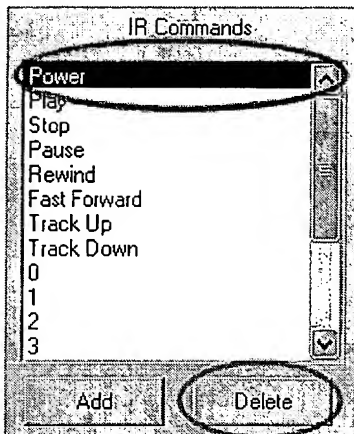 IR Commands
Power
Play
Stop
Pause
Rewind
Fast Forward
Track Up
Track Down
0
1
2
3
Add
Delete